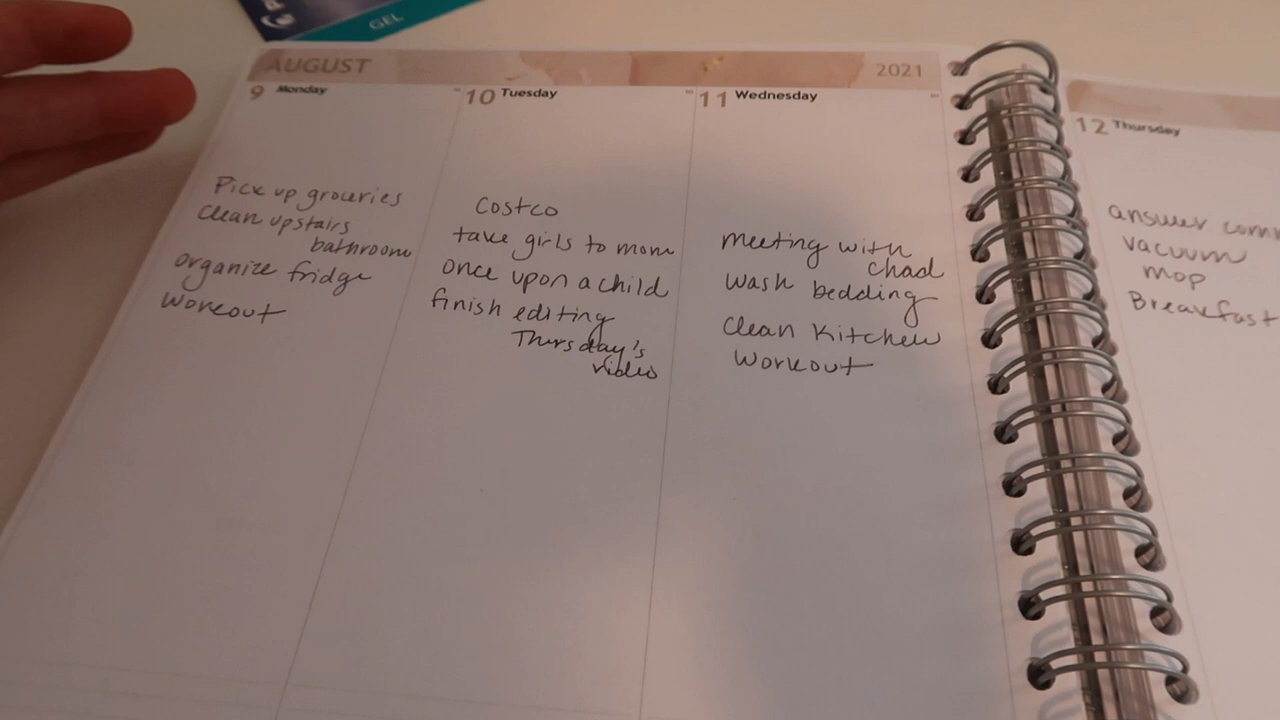 GEL
AUGUST
2021
9 Monday
Pick up groceries
Clean upstairs
bathroom
organize fridge
Workout
10 Tuesday
Costco
take girls to mom
once upon a child
finish editing
Thursday's
video
11 Wednesday
Meeting with
chad
Wash bedding
Clean Kitchen
Workout
12 Thursday
answer
vacuum
mop
Breakfast